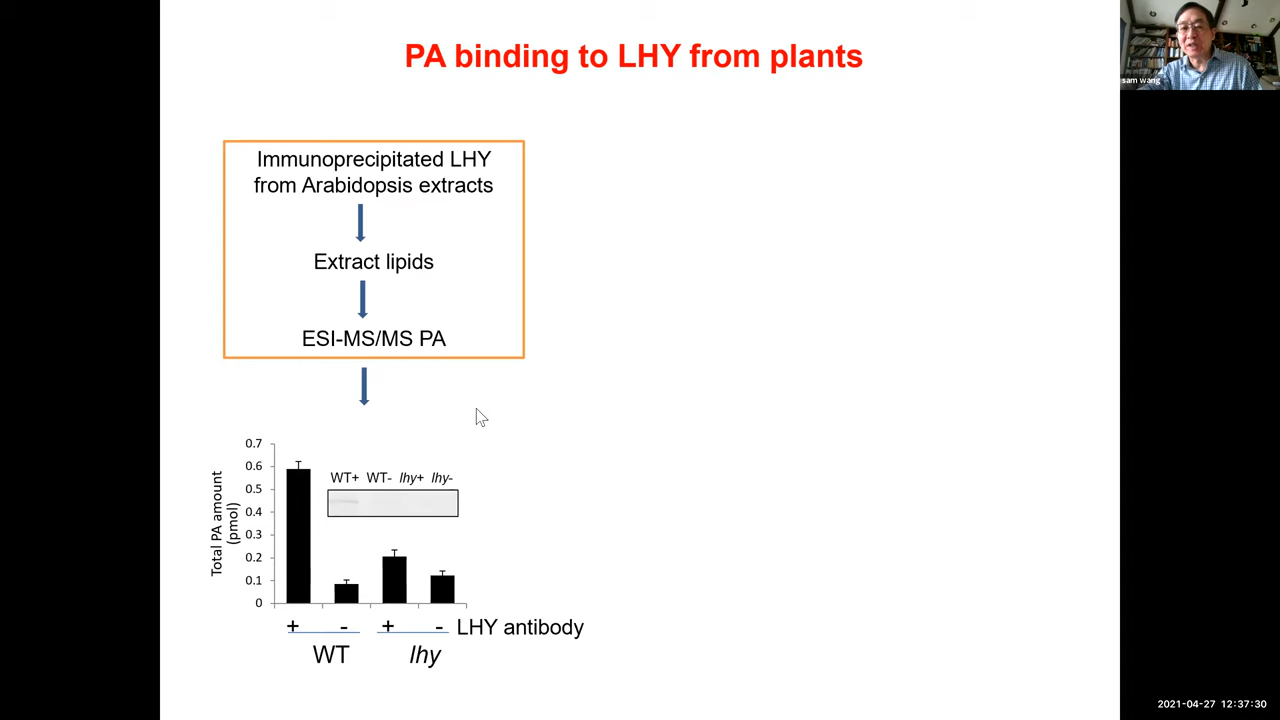 PA binding to LHY from plants
sam wang
Immunoprecipitated LHY
from Arabidopsis extracts
Extract lipids
ESI-MS/MS PA
Total PA amount
(pmol)
0.7
0.6
0.5
0.4
0.3
0.2
0.1
0
WT+ WT- lhy+ lhy-
+ - + - LHY antibody
WT lhy
2021-04-27 12:37:30